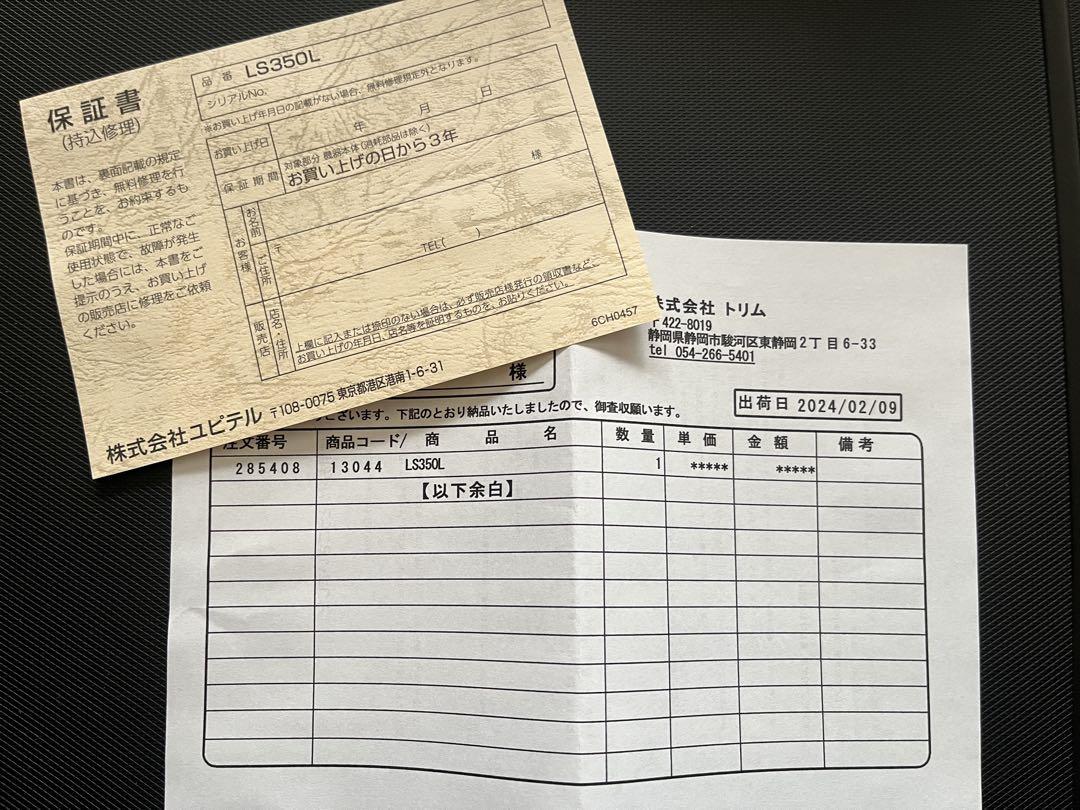 保証書
(持込修理)
本書は、裏面記載の規定
に基づき、無料修理を行
うことを、お約束するも
のです。
保証期間中に、正常なご
使用状態で、故障が発生
した場合には、本書をご
提示のうえ、お買い上げ
の販売店に修理をご依頼
ください。
品番 LS350L
シリアルNo.
※お買い上げ年月日の記載がない場合、無料修理規定外となります。
お買い上げ日 年 月 日
保証期間 対象部分 機器本体(消耗部品は除く)
お買い上げの日から3年
お客様 お名前 様
ご住所 〒
TEL( )
販売店 店名・住所
上欄に記入または捺印のない場合は、必ず販売店様発行の領収書など、
お買い上げの年月日、店名等を証明するものを、お貼りください。
6CH0457
株式会社ユピテル 〒108-0075 東京都港区港南1-6-31
株式会社 トリム
〒422-8019
静岡県静岡市駿河区東静岡2丁目6-33
tel 054-266-5401
様
出荷日 2024/02/09
ございます。下記のとおり納品いたしましたので、御査収願います。
注文番号 商品コード/ 商品名 数量 単価 金額 備考
285408 13044 LS350L 1 ***** *****
【以下余白】